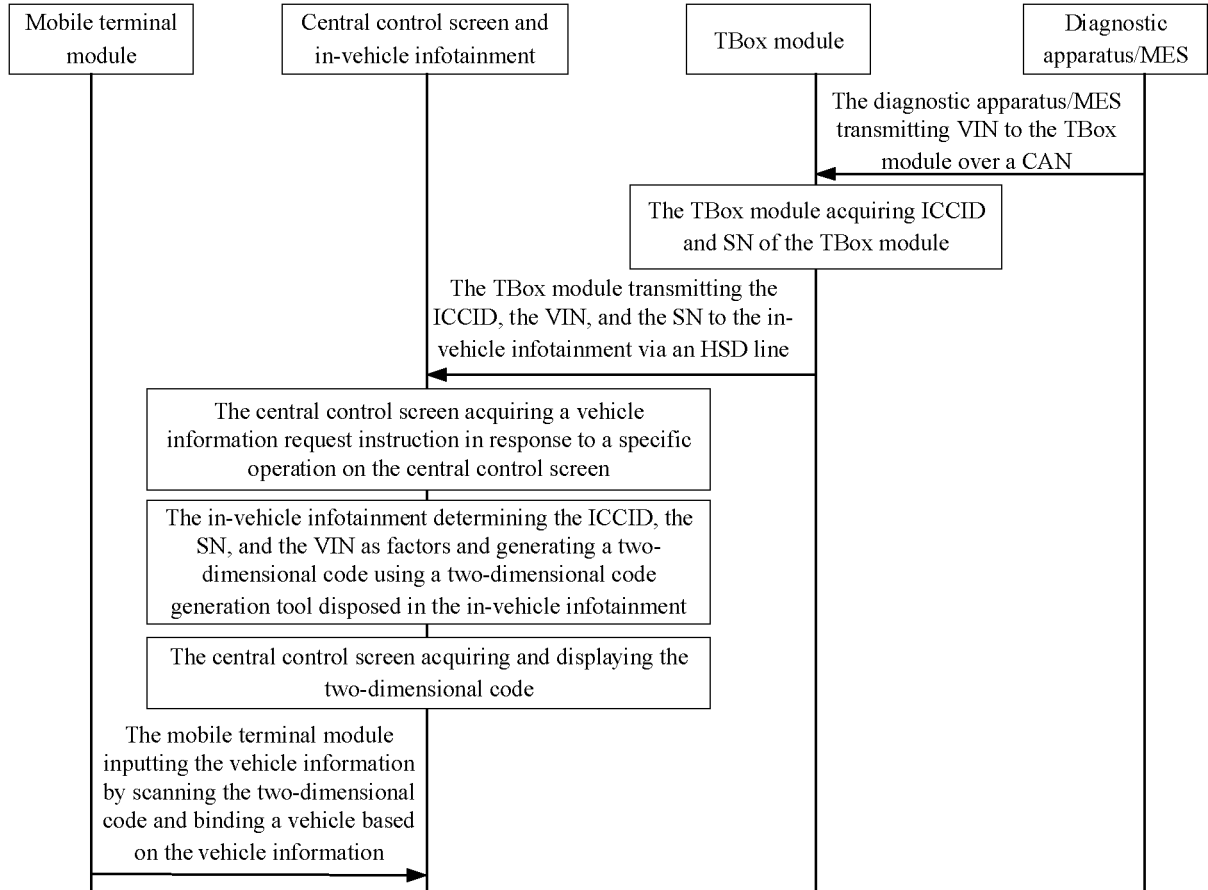 Mobile terminal
module
Central control screen and
in-vehicle infotainment
TBox module
Diagnostic
apparatus/MES
The diagnostic apparatus/MES
transmitting VIN to the TBox
module over a CAN
The TBox module acquiring ICCID
and SN of the TBox module
The TBox module transmitting the
ICCID, the VIN, and the SN to the in-
vehicle infotainment via an HSD line
The central control screen acquiring a vehicle
information request instruction in response to a specific
operation on the central control screen
The in-vehicle infotainment determining the ICCID, the
SN, and the VIN as factors and generating a two-
dimensional code using a two-dimensional code
generation tool disposed in the in-vehicle infotainment
The central control screen acquiring and displaying the
two-dimensional code
The mobile terminal module
inputting the vehicle information
by scanning the two-dimensional
code and binding a vehicle based
on the vehicle information